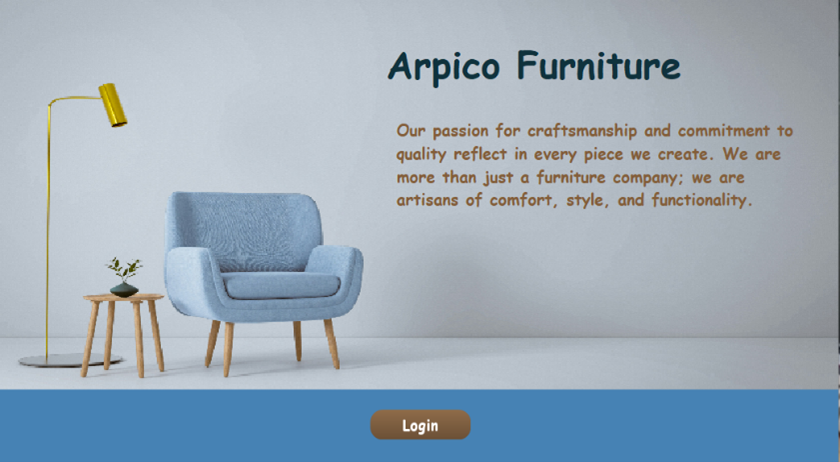 Arpico Furniture
Our passion for craftsmanship and commitment to
quality reflect in every piece we create. We are
more than just a furniture company; we are
artisans of comfort, style, and functionality.
Login